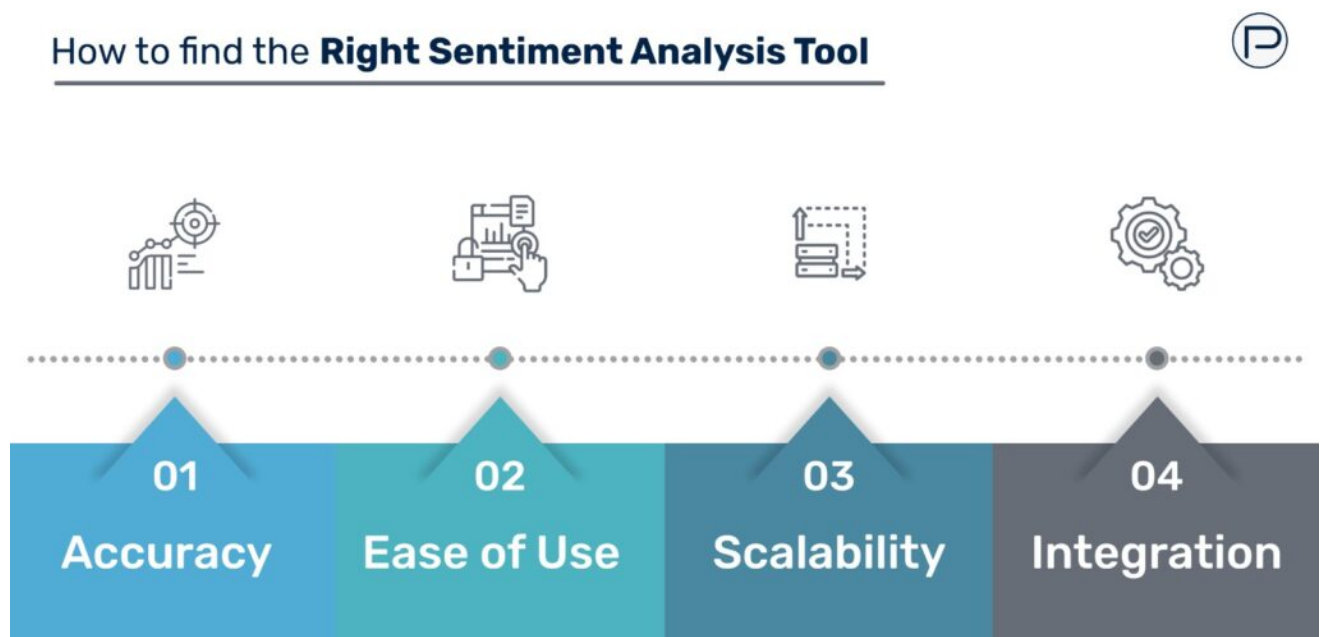 How to find the Right Sentiment Analysis Tool
P
01
Accuracy
02
Ease of Use
03
Scalability
04
Integration